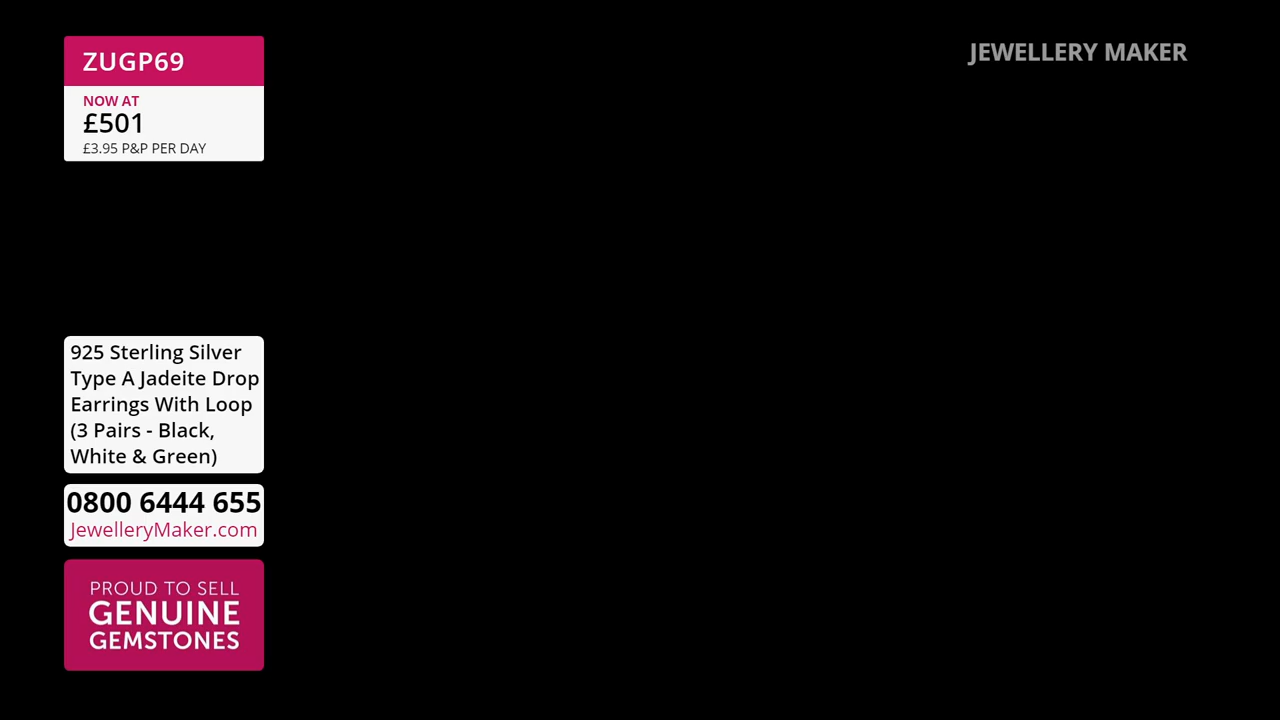 ZUGP69
JEWELLERY MAKER
NOW AT
£501
£3.95 P&P PER DAY
925 Sterling Silver
Type A Jadeite Drop
Earrings With Loop
(3 Pairs - Black,
White & Green)
0800 6444 655
JewelleryMaker.com
PROUD TO SELL
GENUINE
GEMSTONES